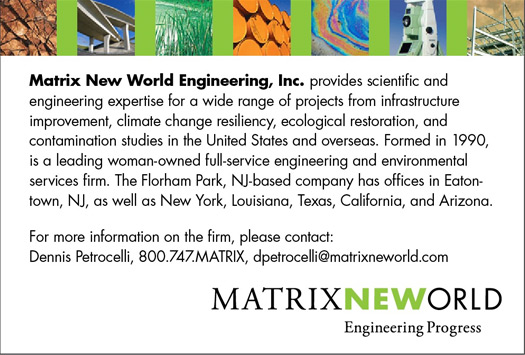 Matrix New World Engineering, Inc. provides scientific and
engineering expertise for a wide range of projects from infrastructure
improvement, climate change resiliency, ecological restoration, and
contamination studies in the United States and overseas. Formed in 1990,
is a leading woman-owned full-service engineering and environmental
services firm. The Florham Park, NJ-based company has offices in Eaton-
town, NJ, as well as New York, Louisiana, Texas, California, and Arizona.
For more information on the firm, please contact:
Dennis Petrocelli, 800.747.MATRIX, dpetrocelli@matrixneworld.com
MATRIXNEWORLD
Engineering Progress